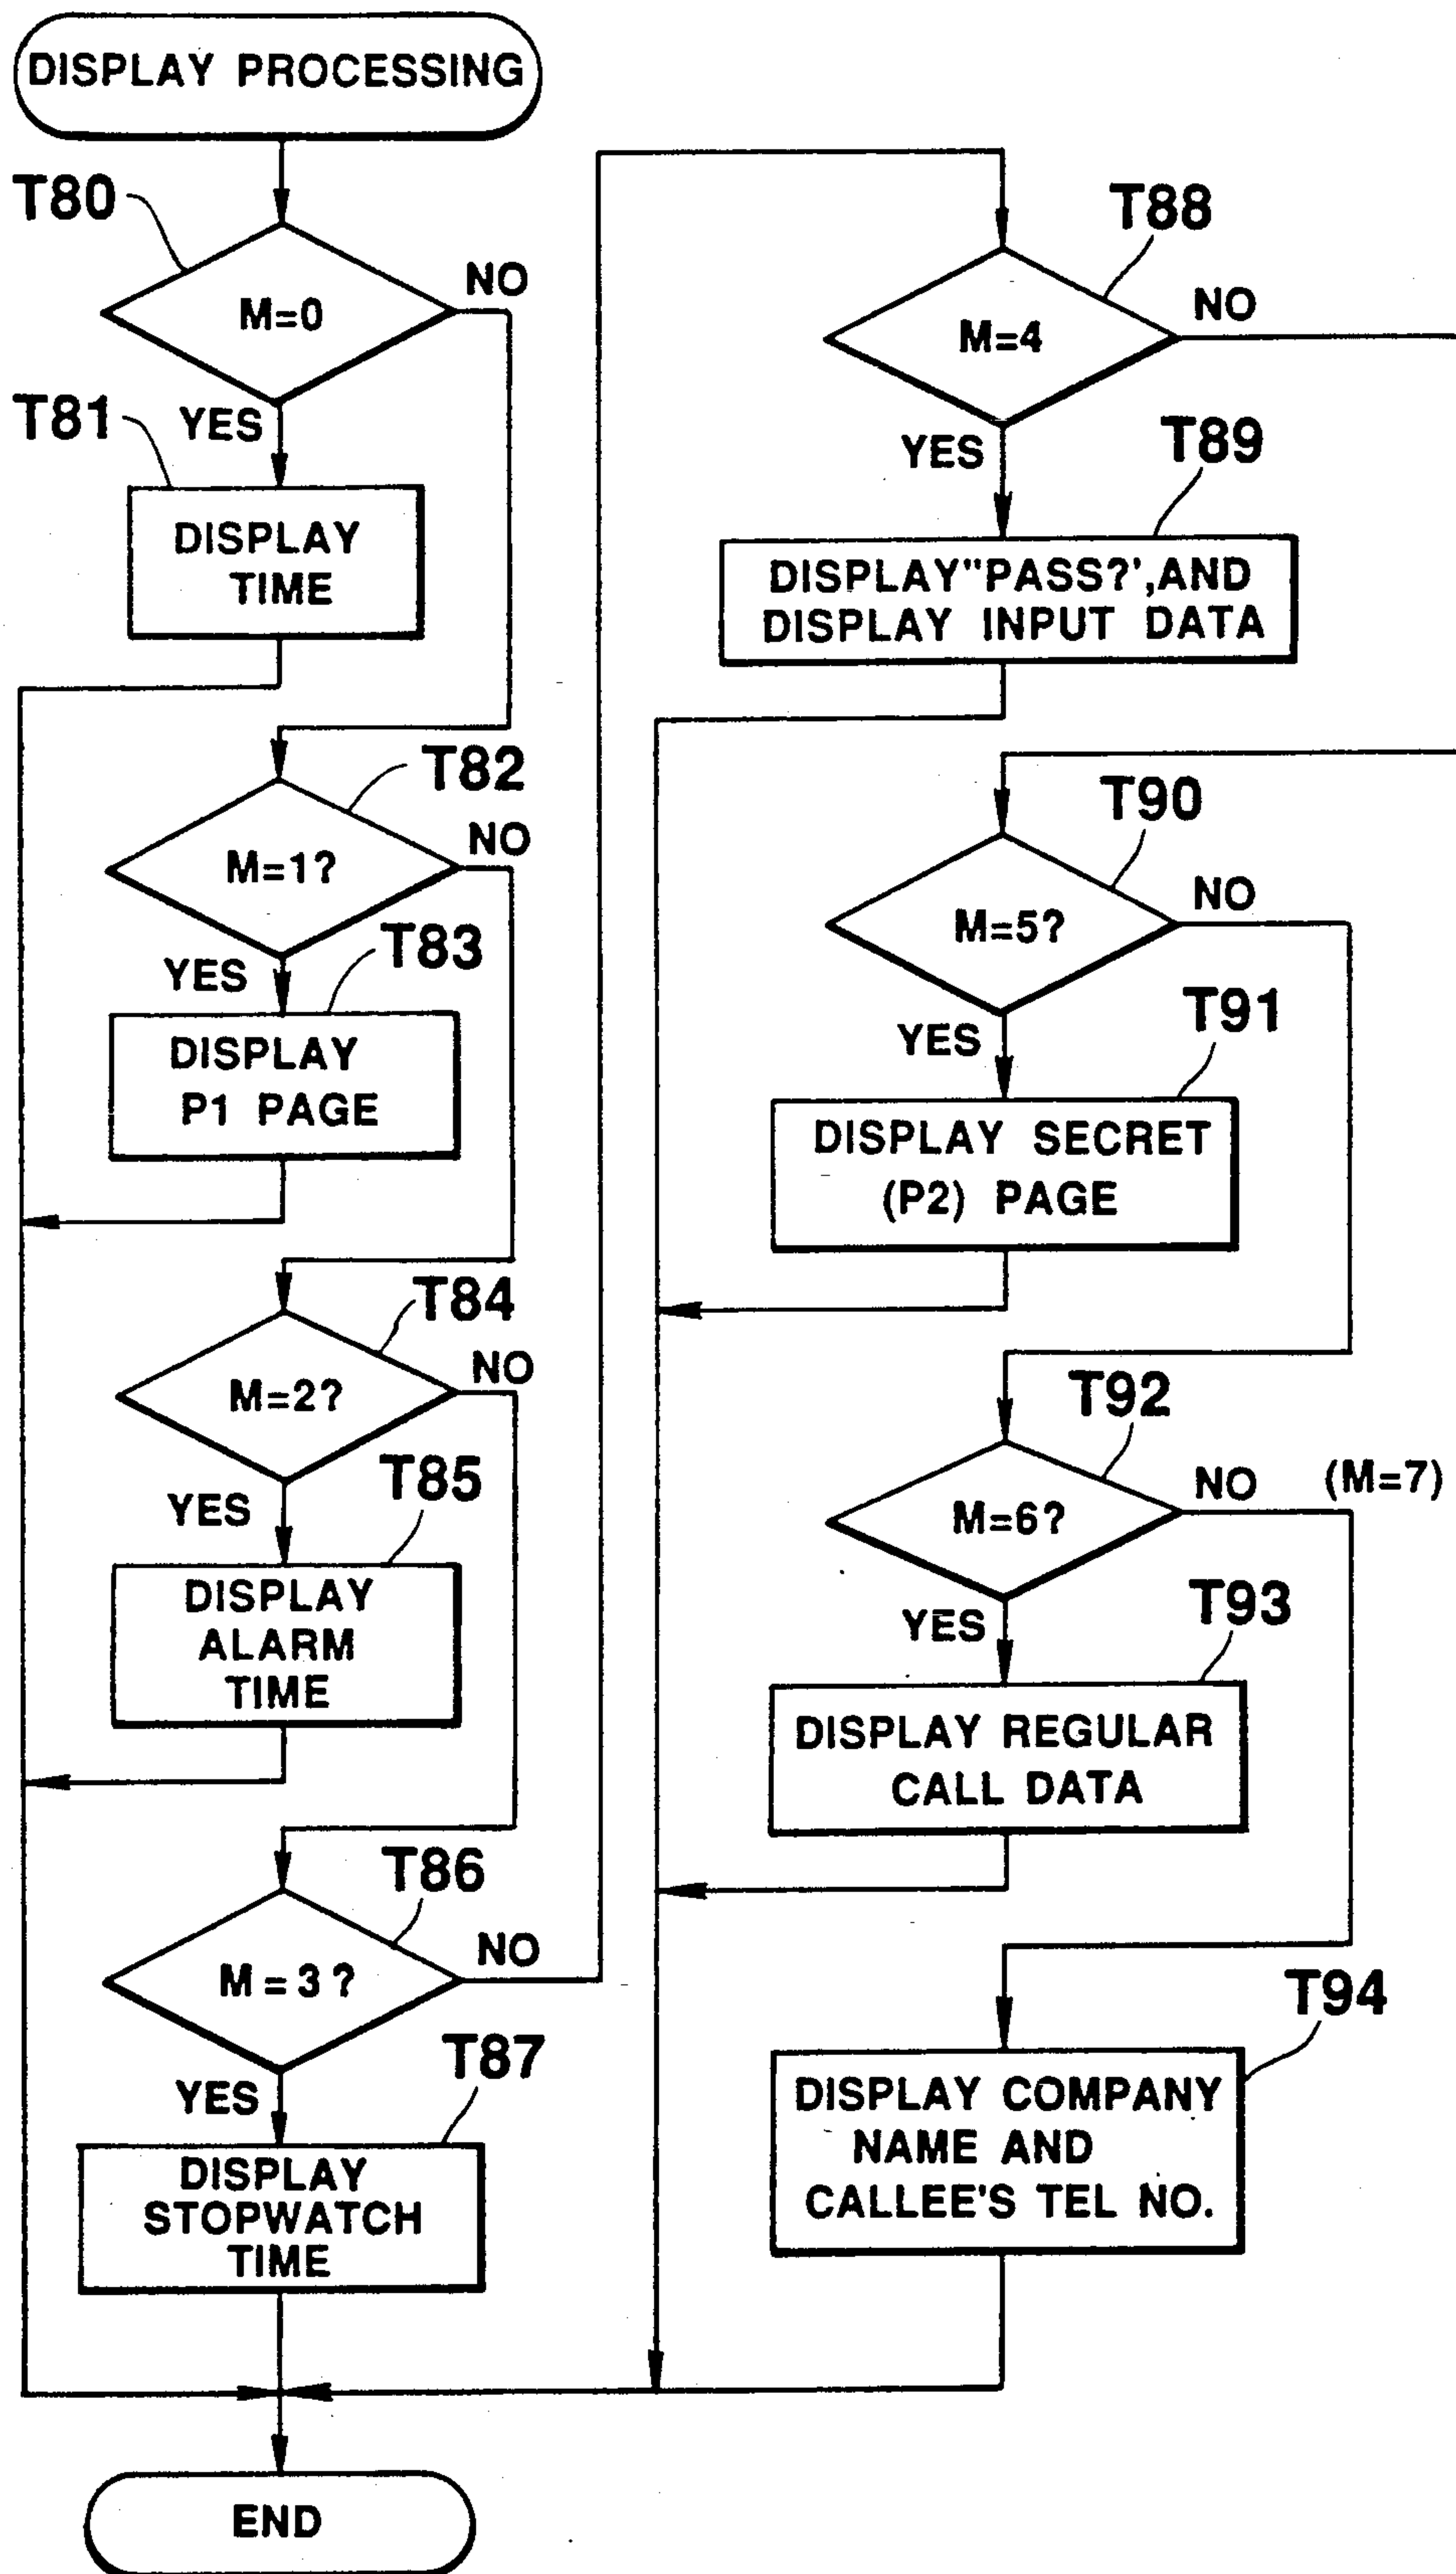 DISPLAY PROCESSING
T80
M=0
NO
YES
T81
DISPLAY
TIME
T82
M=1?
NO
YES
T83
DISPLAY
P1 PAGE
T84
M=2?
NO
YES
T85
DISPLAY
ALARM
TIME
T86
M=3?
NO
YES
T87
DISPLAY
STOPWATCH
TIME
END
T88
M=4
NO
YES
T89
DISPLAY"PASS?',AND
DISPLAY INPUT DATA
T90
M=5?
NO
YES
T91
DISPLAY SECRET
(P2) PAGE
T92
M=6?
NO (M=7)
YES
T93
DISPLAY REGULAR
CALL DATA
T94
DISPLAY COMPANY
NAME AND
CALLEE'S TEL NO.